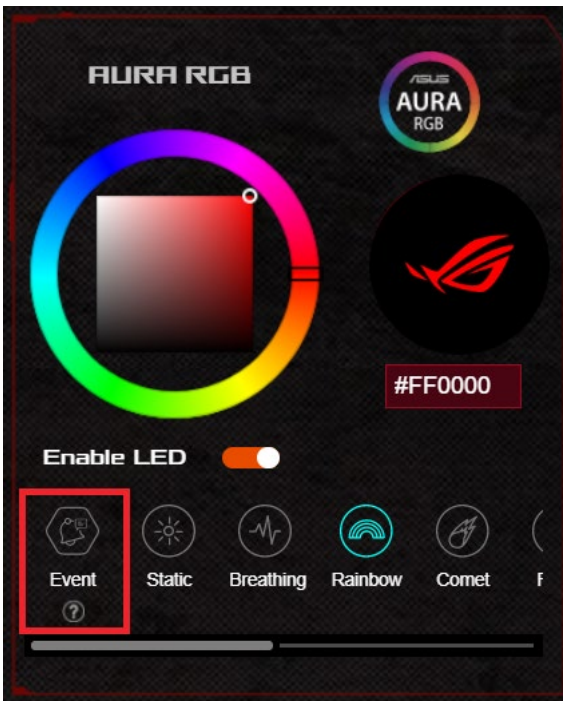 AURA RGB
ASUS
AURA
RGB
#FF0000
Enable LED
Event
Static
Breathing
Rainbow
Comet
?